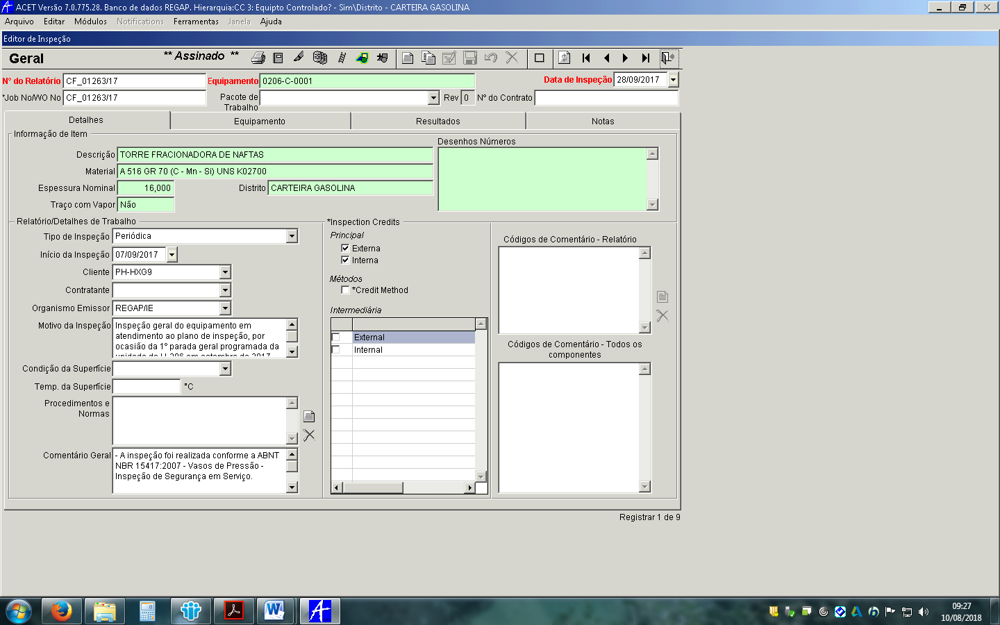 ACET Versão 7.0.775.28. Banco de dados REGAP. Hierarquia:CC 3: Equipto Controlado? - Sim\Distrito - CARTEIRA GASOLINA
Arquivo Editar Módulos Notifications Ferramentas Janela Ajuda
Editor de Inspeção
Geral ** Assinado **
Nº do Relatório CF_01263/17 Equipamento 0206-C-0001 Data de Inspeção 28/09/2017
*Job No/WO No CF_01263/17 Pacote de Trabalho Rev 0 Nº do Contrato
Detalhes Equipamento Resultados Notas
Informação de Item
Desenhos Números
Descrição TORRE FRACIONADORA DE NAFTAS
Material A 516 GR 70 (C - Mn - Si) UNS K02700
Espessura Nominal 16,000 Distrito CARTEIRA GASOLINA
Traço com Vapor Não
Relatório/Detalhes de Trabalho
Tipo de Inspeção Periódica
Início da Inspeção 07/09/2017
Cliente PH-HXG9
Contratante
Organismo Emissor REGAP/IE
Motivo da Inspeção Inspeção geral do equipamento em
atendimento ao plano de inspeção, por
ocasião da 1º parada geral programada da
Condição da Superfície
Temp. da Superfície °C
Procedimentos e
Normas
Comentário Geral - A inspeção foi realizada conforme a ABNT
NBR 15417:2007 - Vasos de Pressão -
Inspeção de Segurança em Serviço.
*Inspection Credits
Principal
Externa
Interna
Métodos
*Credit Method
Intermediária
External
Internal
Códigos de Comentário - Relatório
Códigos de Comentário - Todos os
componentes
Registrar 1 de 9
09:27
10/08/2018